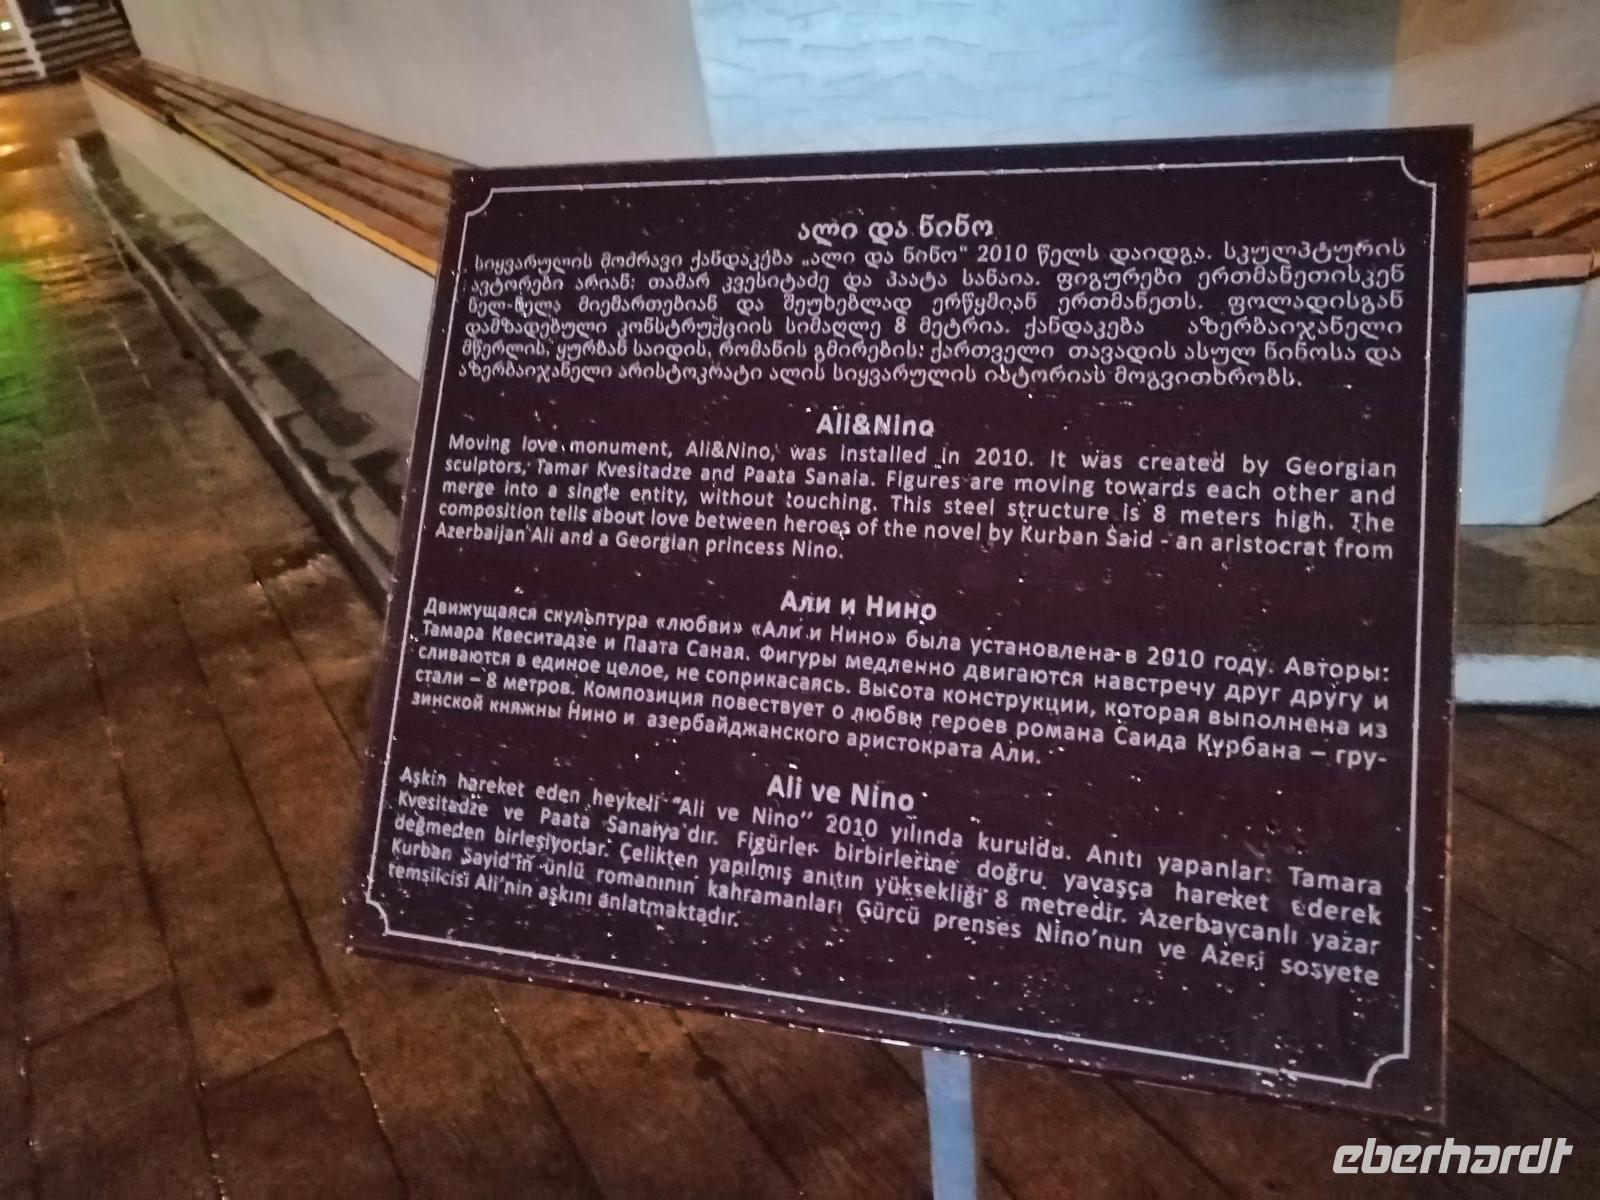 ალი და ნინო
სიყვარულის მოძრავი ქანდაკება „ალი და ნინო“ 2010 წელს დაიდგა. სკულპტურის
ავტორები არიან: თამარ კვესიტაძე და პაატა სანაია. ფიგურები ერთმანეთისკენ
ნელ-ნელა მიემართებიან და შეუხებლად ერწყმიან ერთმანეთს. ფოლადისგან
დამზადებული კონსტრუქციის სიმაღლე 8 მეტრია. ქანდაკება აზერბაიჯანელი
მწერლის, ყურბან საიდის, რომანის გმირების: ქართველი თავადის ასულ ნინოსა და
აზერბაიჯანელი არისტოკრატი ალის სიყვარულის ისტორიას მოგვითხრობს.
Ali&Nino
Moving love monument, Ali&Nino, was installed in 2010. It was created by Georgian
sculptors, Tamar Kvesitadze and Paata Sanaia. Figures are moving towards each other and
merge into a single entity, without touching. This steel structure is 8 meters high. The
composition tells about love between heroes of the novel by Kurban Said - an aristocrat from
Azerbaijan Ali and a Georgian princess Nino.
Али и Нино
Движущаяся скульптура «любви» «Али и Нино» была установлена в 2010 году. Авторы:
Тамара Квеситадзе и Паата Саная. Фигуры медленно двигаются навстречу друг другу и
сливаются в единое целое, не соприкасаясь. Высота конструкции, которая выполнена из
стали – 8 метров. Композиция повествует о любви героев романа Саида Курбана – гру-
зинской княжны Нино и азербайджанского аристократа Али.
Ali ve Nino
Aşkin hareket eden heykeli “Ali ve Nino” 2010 yılında kuruldu. Anıtı yapanlar: Tamara
Kvesitadze ve Paata Sanaiya'dır. Figürler birbirlerine doğru yavaşça hareket ederek
değmeden birleşiyorlar. Çelikten yapılmış anıtın yüksekliği 8 metredir. Azerbaycanlı yazar
Kurban Sayid'in ünlü romanının kahramanları Gürcü prenses Nino'nun ve Azeri sosyete
temsilcisi Ali'nin aşkını anlatmaktadır.
eberhardt